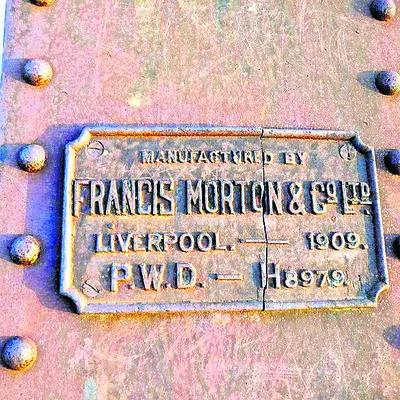 MANUFACTURED BY
FRANCIS MORTON & CO LTD
LIVERPOOL. — 1909.
P.W.D. — H8979.